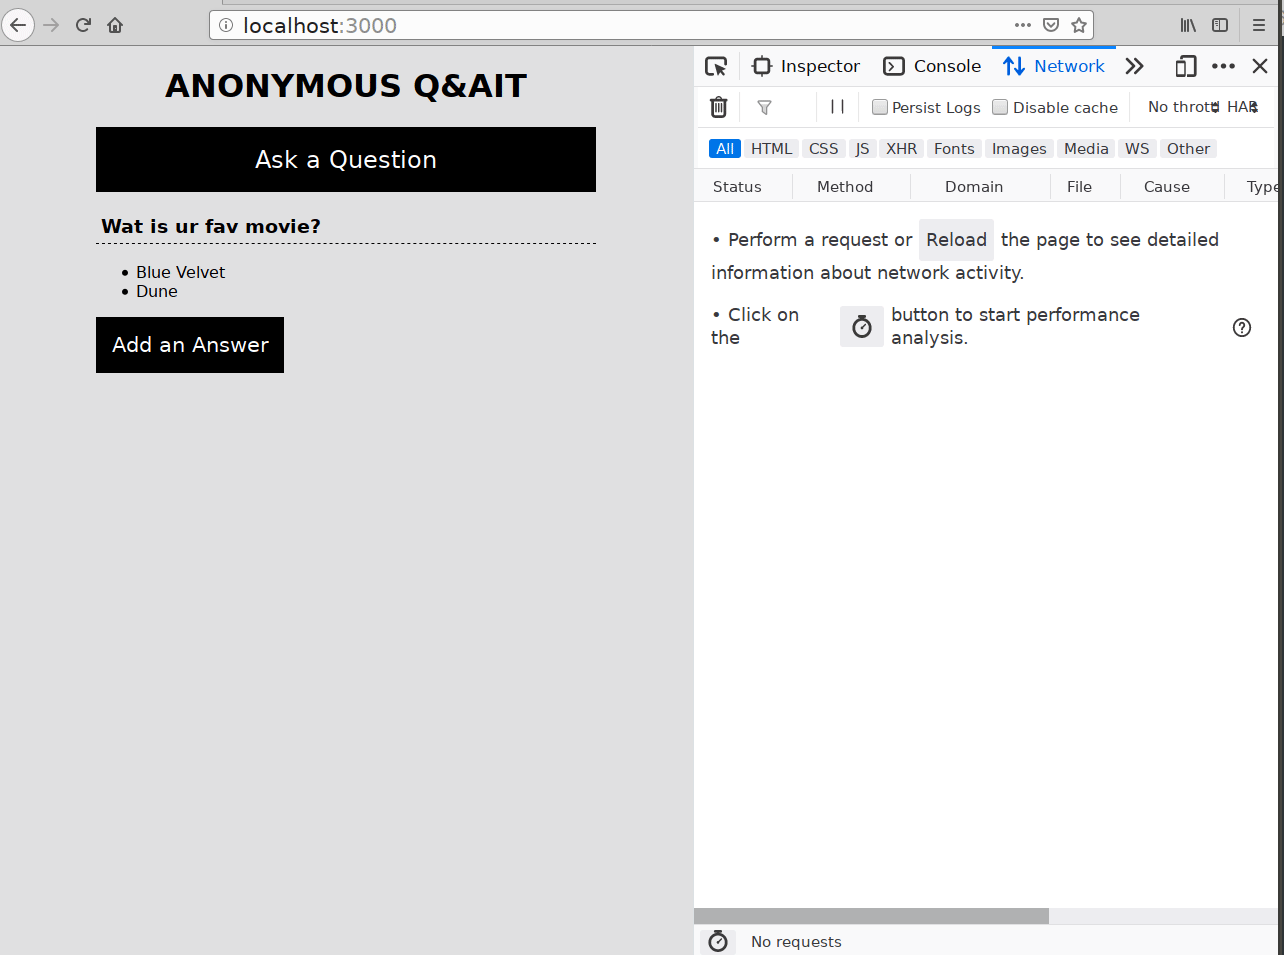 localhost:3000
ANONYMOUS Q&AIT
Ask a Question
Wat is ur fav movie?
• Blue Velvet
• Dune
Add an Answer
Inspector Console Network
Persist Logs Disable cache No thrott HAR
All HTML CSS JS XHR Fonts Images Media WS Other
Status Method Domain File Cause Type
• Perform a request or Reload the page to see detailed
information about network activity.
• Click on the button to start performance analysis.
No requests